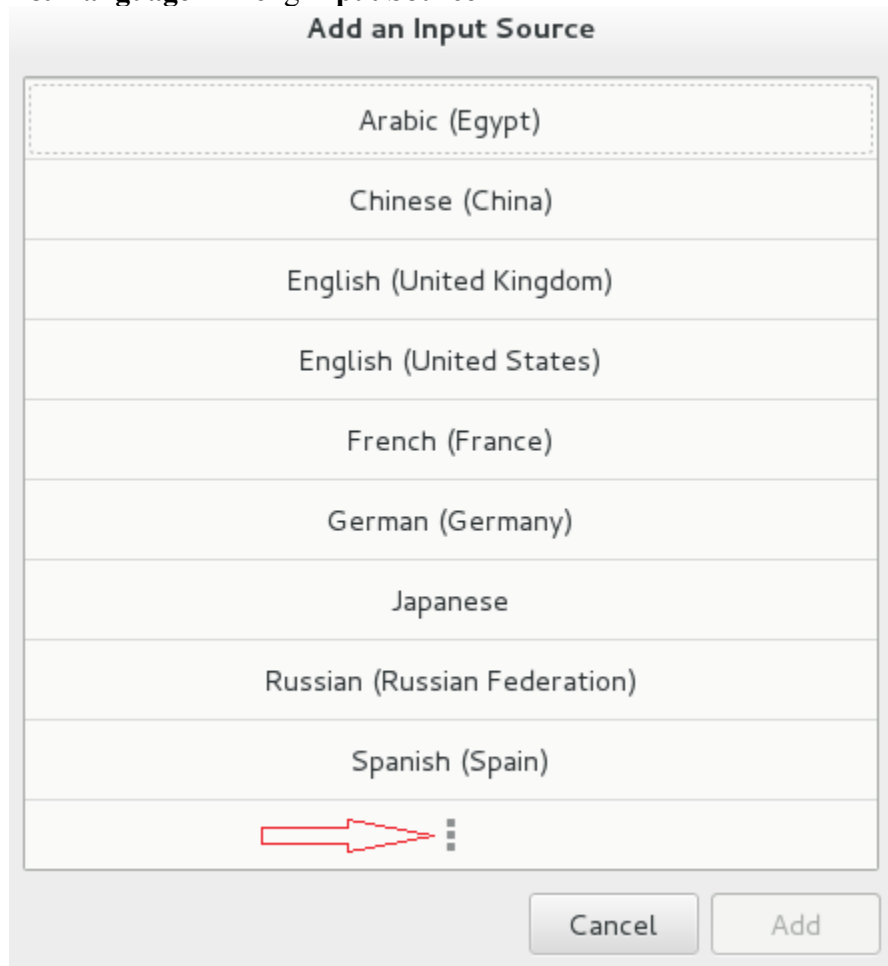 Add an Input Source
Arabic (Egypt)
Chinese (China)
English (United Kingdom)
English (United States)
French (France)
German (Germany)
Japanese
Russian (Russian Federation)
Spanish (Spain)
Cancel Add